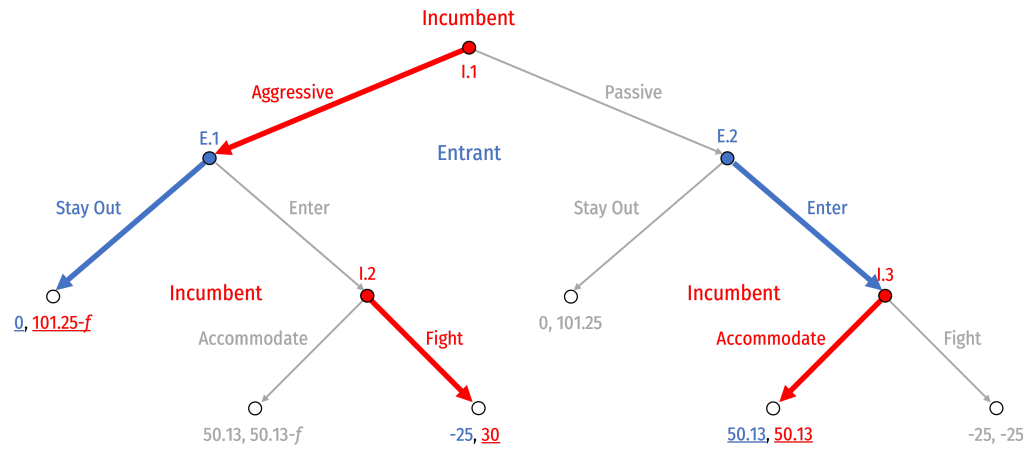 Incumbent
I.1
Aggressive
Passive
E.1
Entrant
E.2
Stay Out
Enter
Stay Out
Enter
I.2
I.3
Incumbent
Incumbent
0, 101.25-f
0, 101.25
Accommodate
Fight
Accommodate
Fight
50.13, 50.13-f
-25, 30
50.13, 50.13
-25, -25